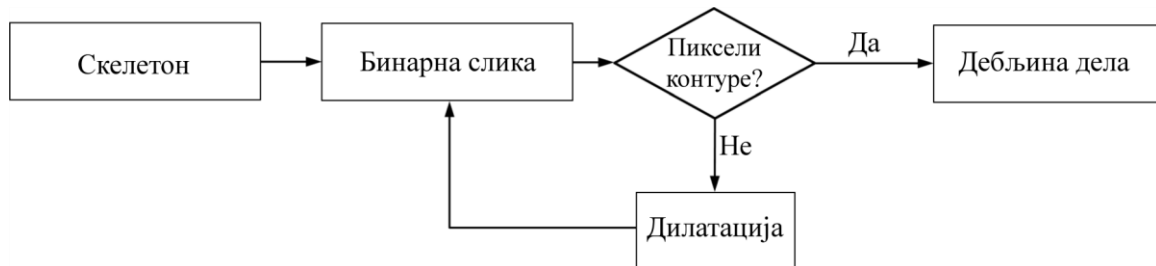 Скелетон
Бинарна слика
Пиксели
контуре?
Да
Дебљина дела
Не
Дилатација